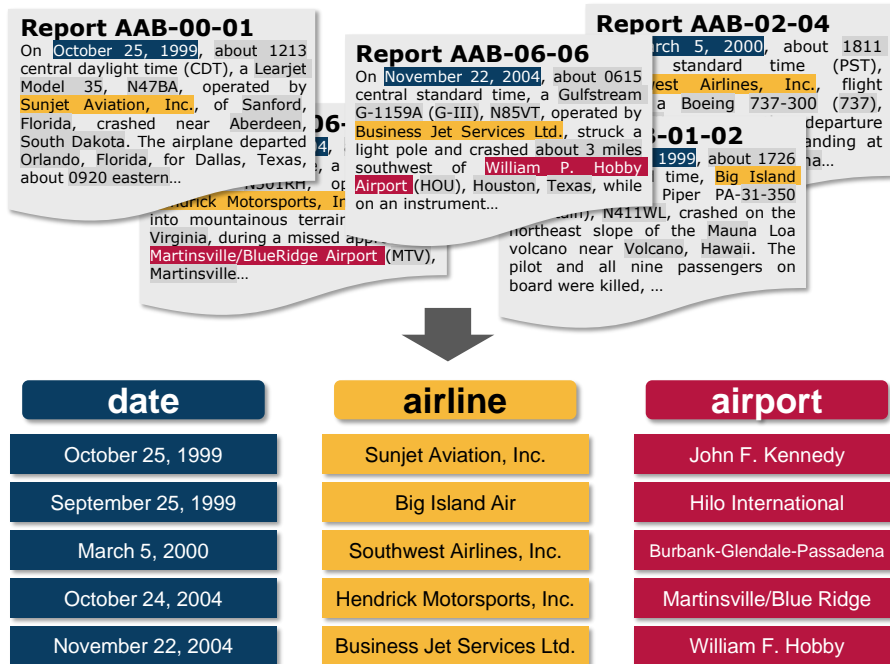 Report AAB-00-01
On October 25, 1999, about 1213
central daylight time (CDT), a Learjet
Model 35, N47BA, operated by
Sunjet Aviation, Inc., of Sanford,
Florida, crashed near Aberdeen,
South Dakota. The airplane departed
Orlando, Florida, for Dallas, Texas,
about 0920 eastern…
into mountainous terrain
Virginia, during a missed
Martinsville/BlueRidge Airport (MTV),
Martinsville…
Report AAB-06-06
On November 22, 2004, about 0615
central standard time, a Gulfstream
G-1159A (G-III), N85VT, operated by
Business Jet Services Ltd., struck a
light pole and crashed about 3 miles
southwest of William P. Hobby
Airport (HOU), Houston, Texas, while
on an instrument…
Report AAB-02-04
5, 2000, about 1811
standard time (PST),
Airlines, Inc., flight
a Boeing 737-300 (737),
departure
at
-01-02
1999, about 1726
time, Big Island
Piper PA-31-350
N411WL, crashed on the
northeast slope of the Mauna Loa
volcano near Volcano, Hawaii. The
pilot and all nine passengers on
board were killed, …
date airline airport
October 25, 1999 Sunjet Aviation, Inc. John F. Kennedy
September 25, 1999 Big Island Air Hilo International
March 5, 2000 Southwest Airlines, Inc. Burbank-Glendale-Passadena
October 24, 2004 Hendrick Motorsports, Inc. Martinsville/Blue Ridge
November 22, 2004 Business Jet Services Ltd. William F. Hobby